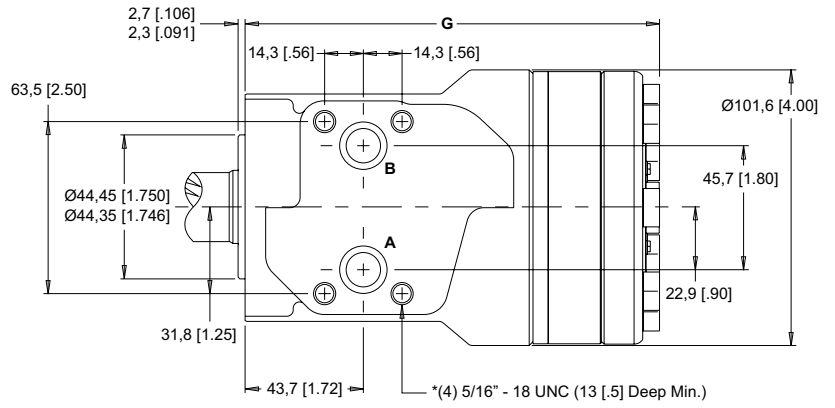 2,7 [.106]
2,3 [.091]
G
14,3 [.56]
14,3 [.56]
63,5 [2.50]
Ø101,6 [4.00]
B
45,7 [1.80]
Ø44,45 [1.750]
Ø44,35 [1.746]
A
22,9 [.90]
31,8 [1.25]
43,7 [1.72]
*(4) 5/16” - 18 UNC (13 [.5] Deep Min.)